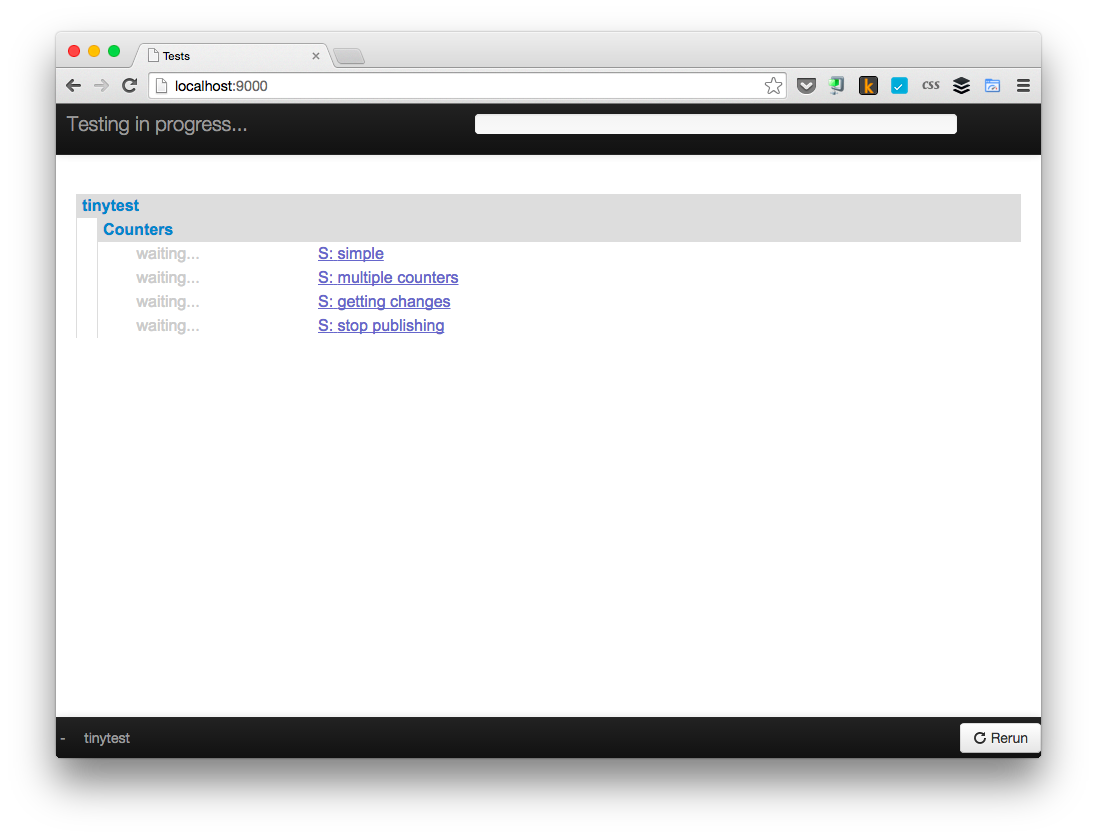 Tests
localhost:9000
k
css
Testing in progress...
tinytest
Counters
waiting... S: simple
waiting... S: multiple counters
waiting... S: getting changes
waiting... S: stop publishing
- tinytest Rerun